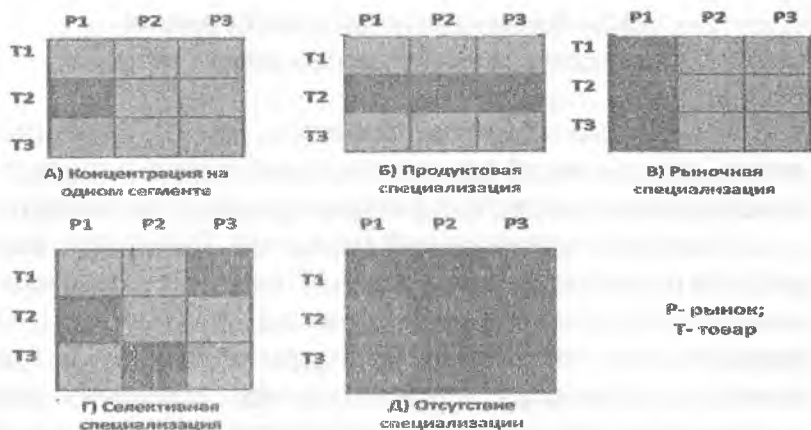 P1 P2 P3
T1
T2
T3
А) Концентрация на
одном сегменте
P1 P2 P3
T1
T2
T3
Б) Продуктовая
специализация
P1 P2 P3
T1
T2
T3
В) Рыночная
специализация
P1 P2 P3
T1
T2
T3
Г) Селективная
специализация
P1 P2 P3
T1
T2
T3
Д) Отсутствие
специализации
Р- рынок;
Т- товар